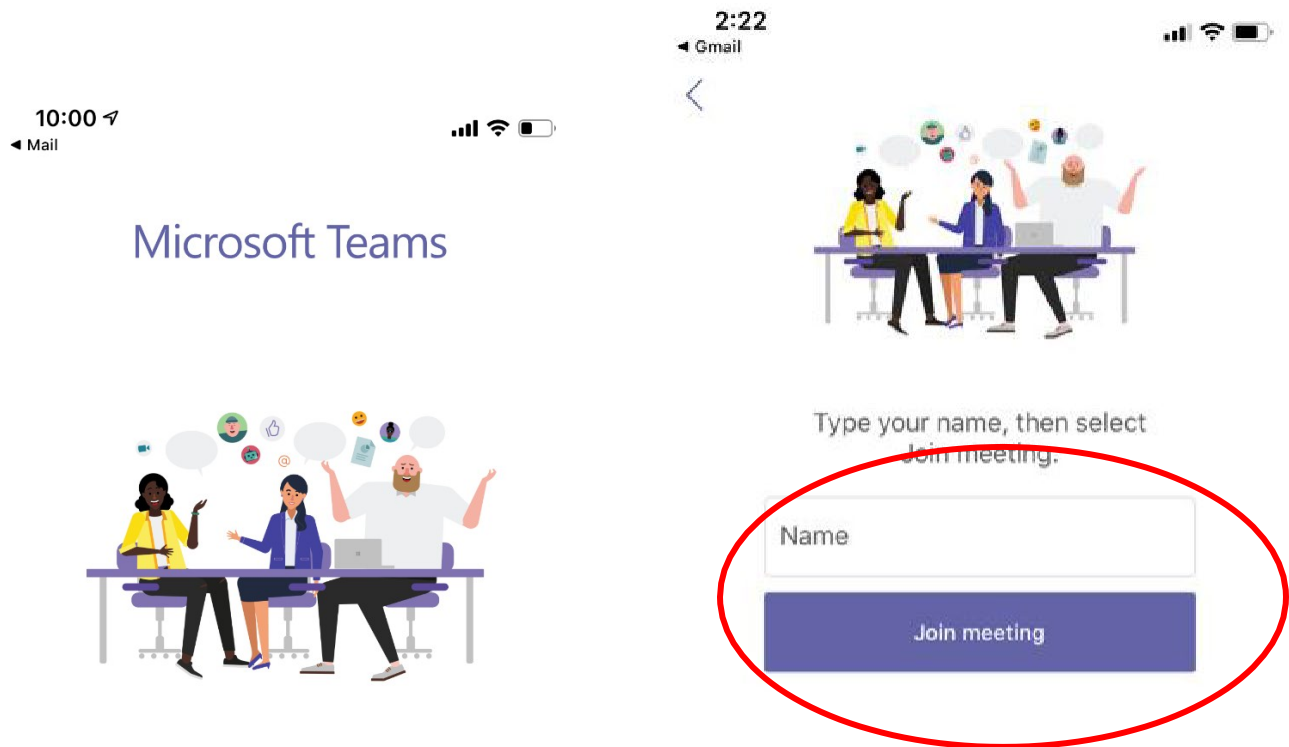 10:00
◄ Mail
Microsoft Teams
@
2:22
◄ Gmail
Type your name, then select
Join meeting.
Name
Join meeting